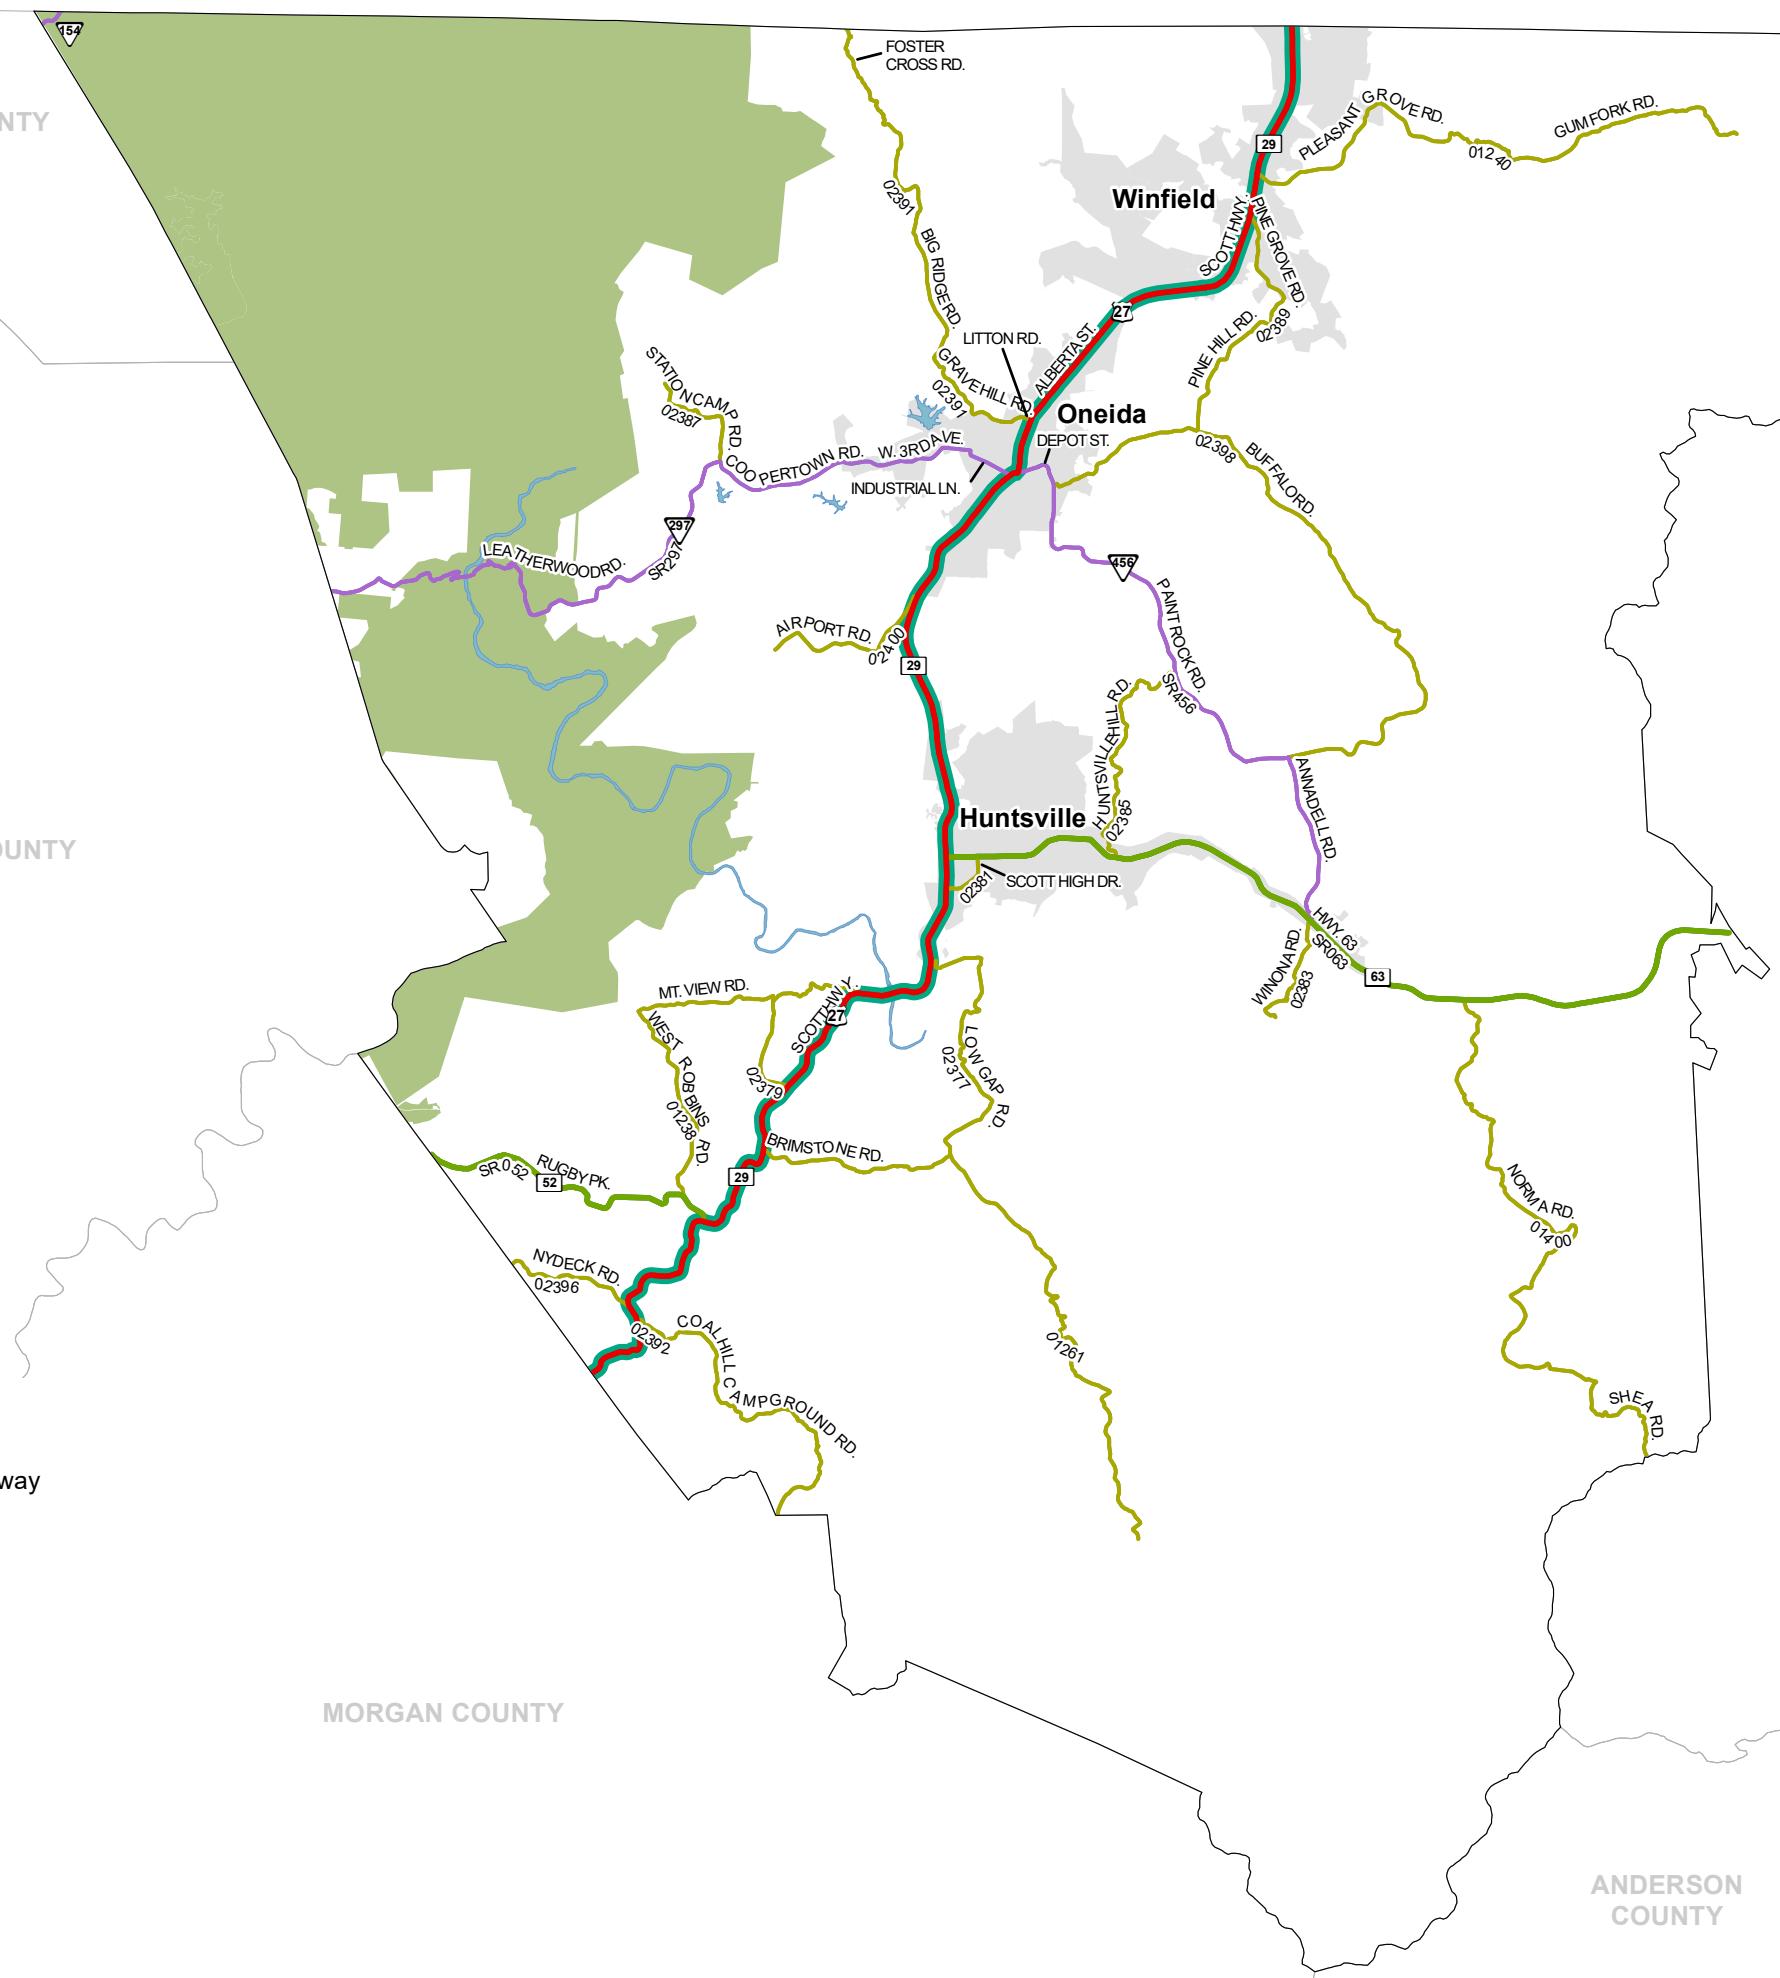 154
FOSTER
CROSS RD.
NTY
PLEASANT GROVE RD.
GUM FORK RD.
29
01240
02391
Winfield
SCOTT HWY.
PINE GROVE RD.
BIG RIDGE RD.
27
02389
PINE HILL RD.
LITTON RD.
ALBERTA ST.
STATION CAMP RD.
GRAVE HILL RD.
02391
02387
Oneida
DEPOT ST.
COOPERTOWN RD.
W. 3RD AVE.
02398
BUFFALO RD.
INDUSTRIAL LN.
297
LEATHERWOOD RD.
SR297
456
PAINT ROCK RD.
AIRPORT RD.
02400
29
SR456
HUNTSVILLE HILL RD.
ANNADELL RD.
Huntsville
02385
OUNTY
02381
SCOTT HIGH DR.
HWY. 63
SR063
WINONA RD.
63
02383
MT. VIEW RD.
SCOTT HWY.
27
WEST ROBBINS RD.
LOW GAP RD.
02377
02379
01238
BRIMSTONE RD.
SR052
RUGBY PK.
52
29
NORMA RD.
01400
NYDECK RD.
02396
02392
COAL HILL CAMPGROUND RD.
01261
SHEA RD.
way
MORGAN COUNTY
ANDERSON
COUNTY